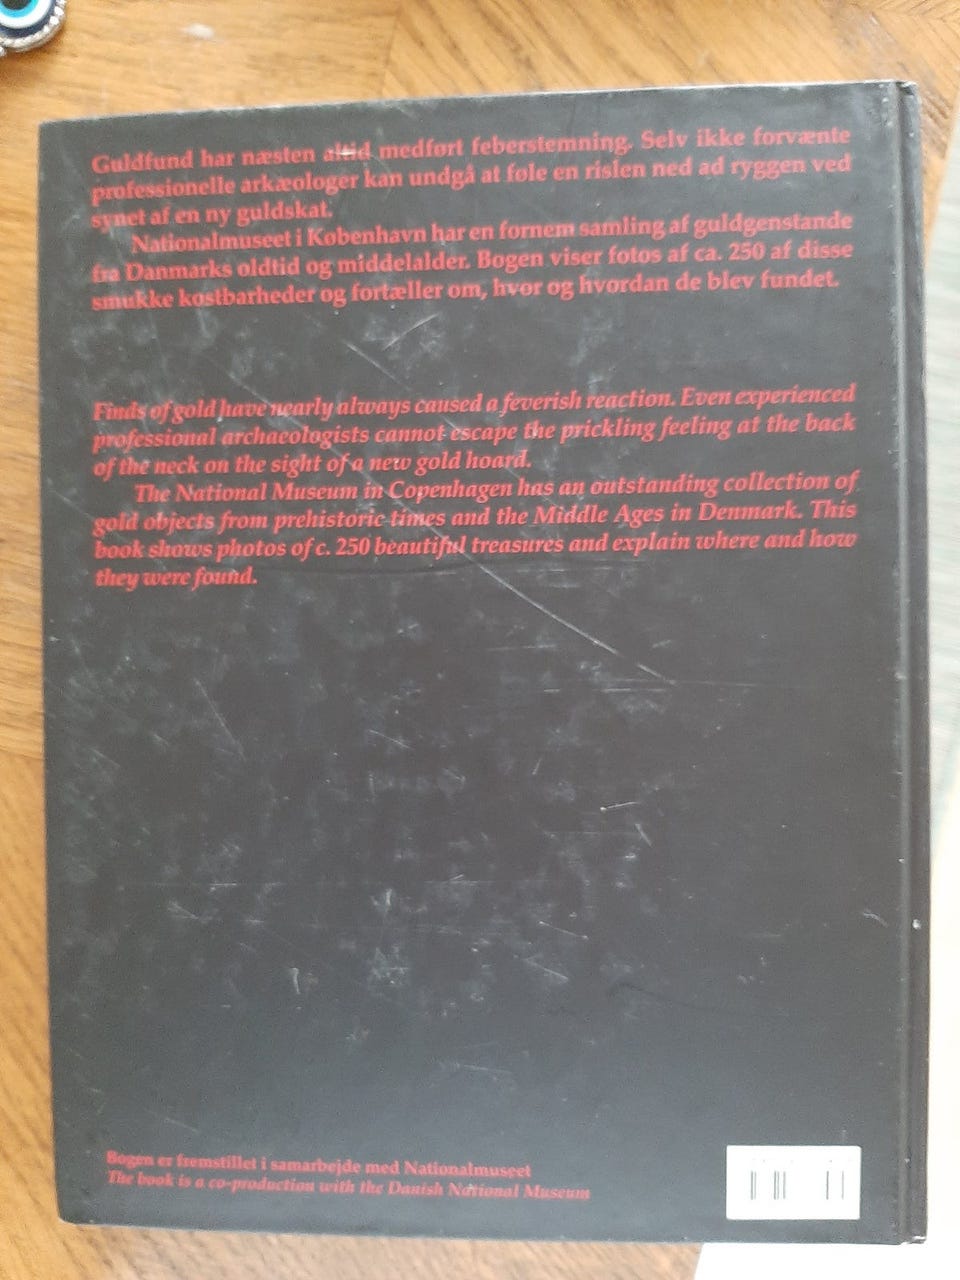 Guldfund har næsten altid medført feberstemning. Selv ikke forvænte
professionelle arkæologer kan undgå at føle en rislen ned ad ryggen ved
synet af en ny guldskat.
Nationalmuseet i København har en fornem samling af guldgenstande
fra Danmarks oldtid og middelalder. Bogen viser fotos af ca. 250 af disse
smukke kostbarheder og fortæller om, hvor og hvordan de blev fundet.
Finds of gold have nearly always caused a feverish reaction. Even experienced
professional archaeologists cannot escape the prickling feeling at the back
of the neck on the sight of a new gold hoard.
The National Museum in Copenhagen has an outstanding collection of
gold objects from prehistoric times and the Middle Ages in Denmark. This
book shows photos of c. 250 beautiful treasures and explain where and how
they were found.
Bogen er fremstillet i samarbejde med Nationalmuseet
The book is a co-production with the Danish National Museum